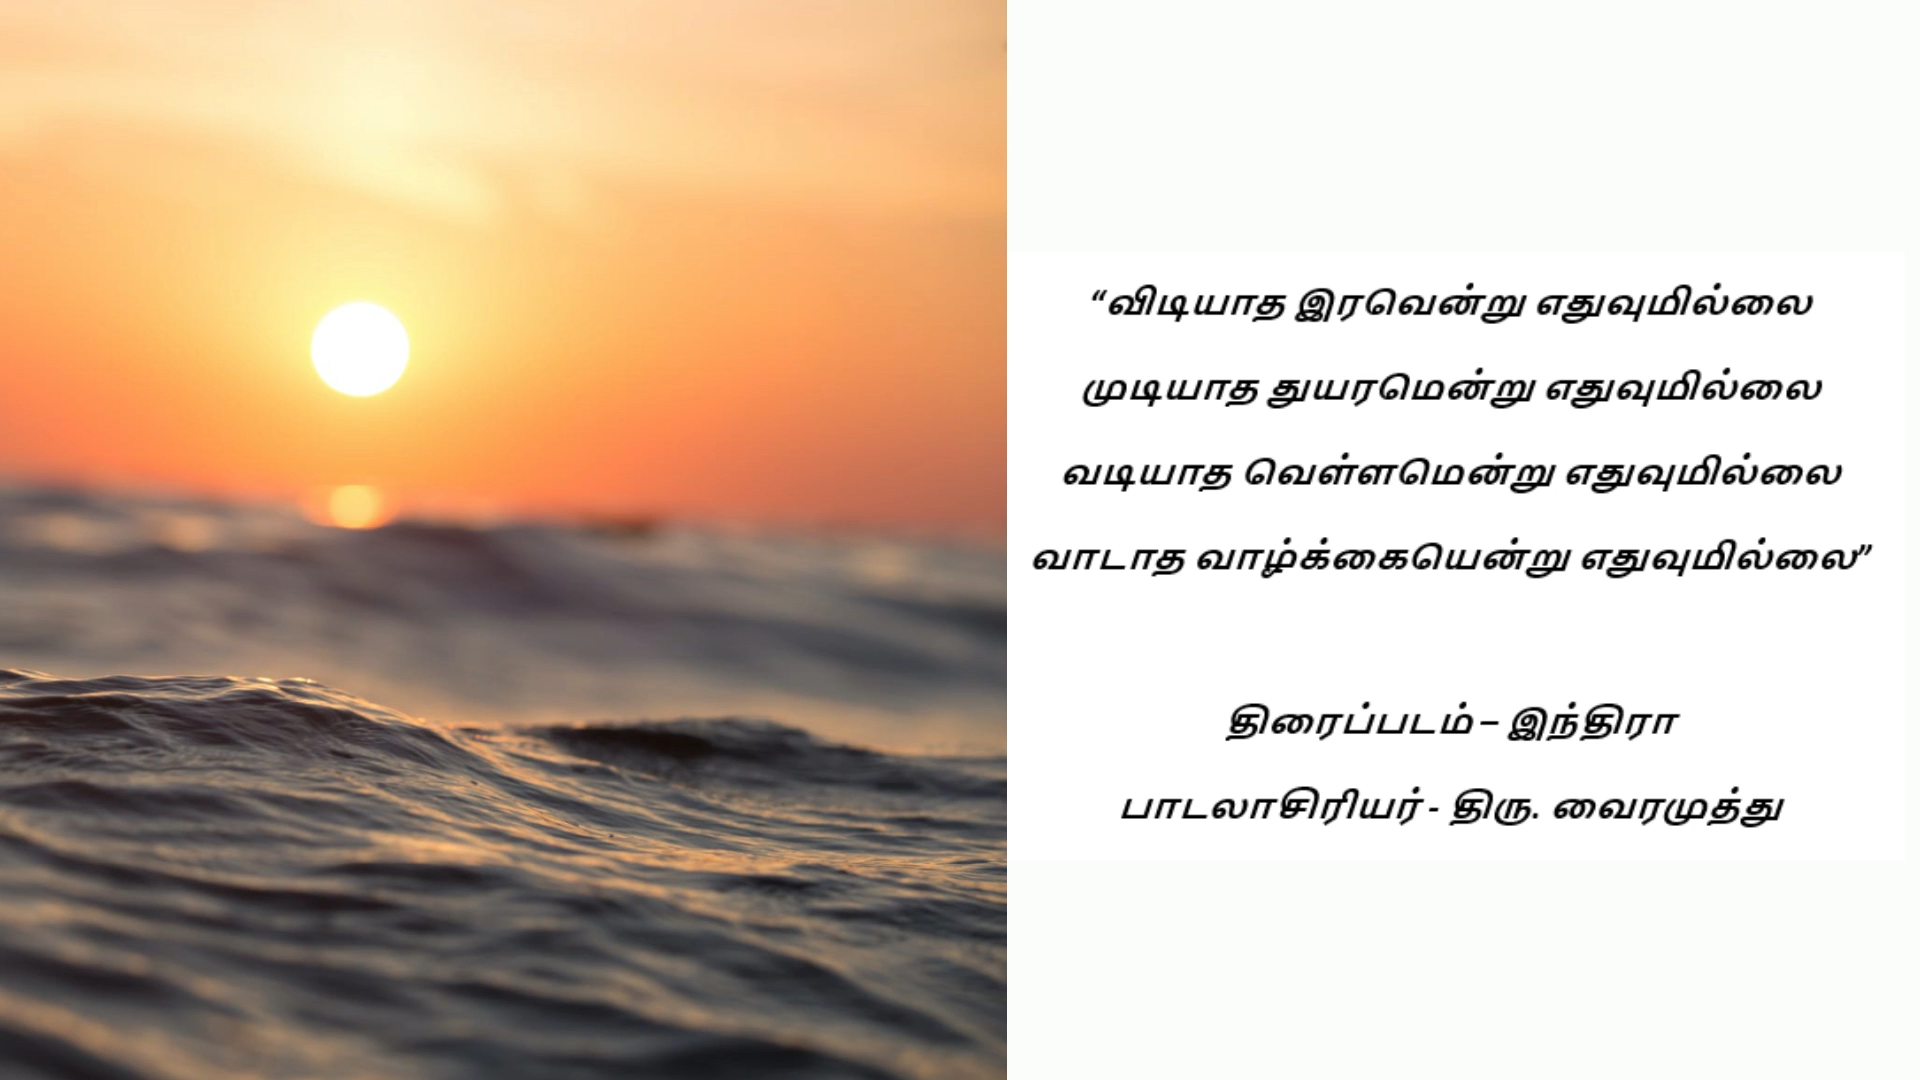 “விடியாத இரவென்று எதுவுமில்லை
முடியாத துயரமென்று எதுவுமில்லை
வடியாத வெள்ளமென்று எதுவுமில்லை
வாடாத வாழ்க்கையென்று எதுவுமில்லை”
திரைப்படம் – இந்திரா
பாடலாசிரியர் - திரு. வைரமுத்து